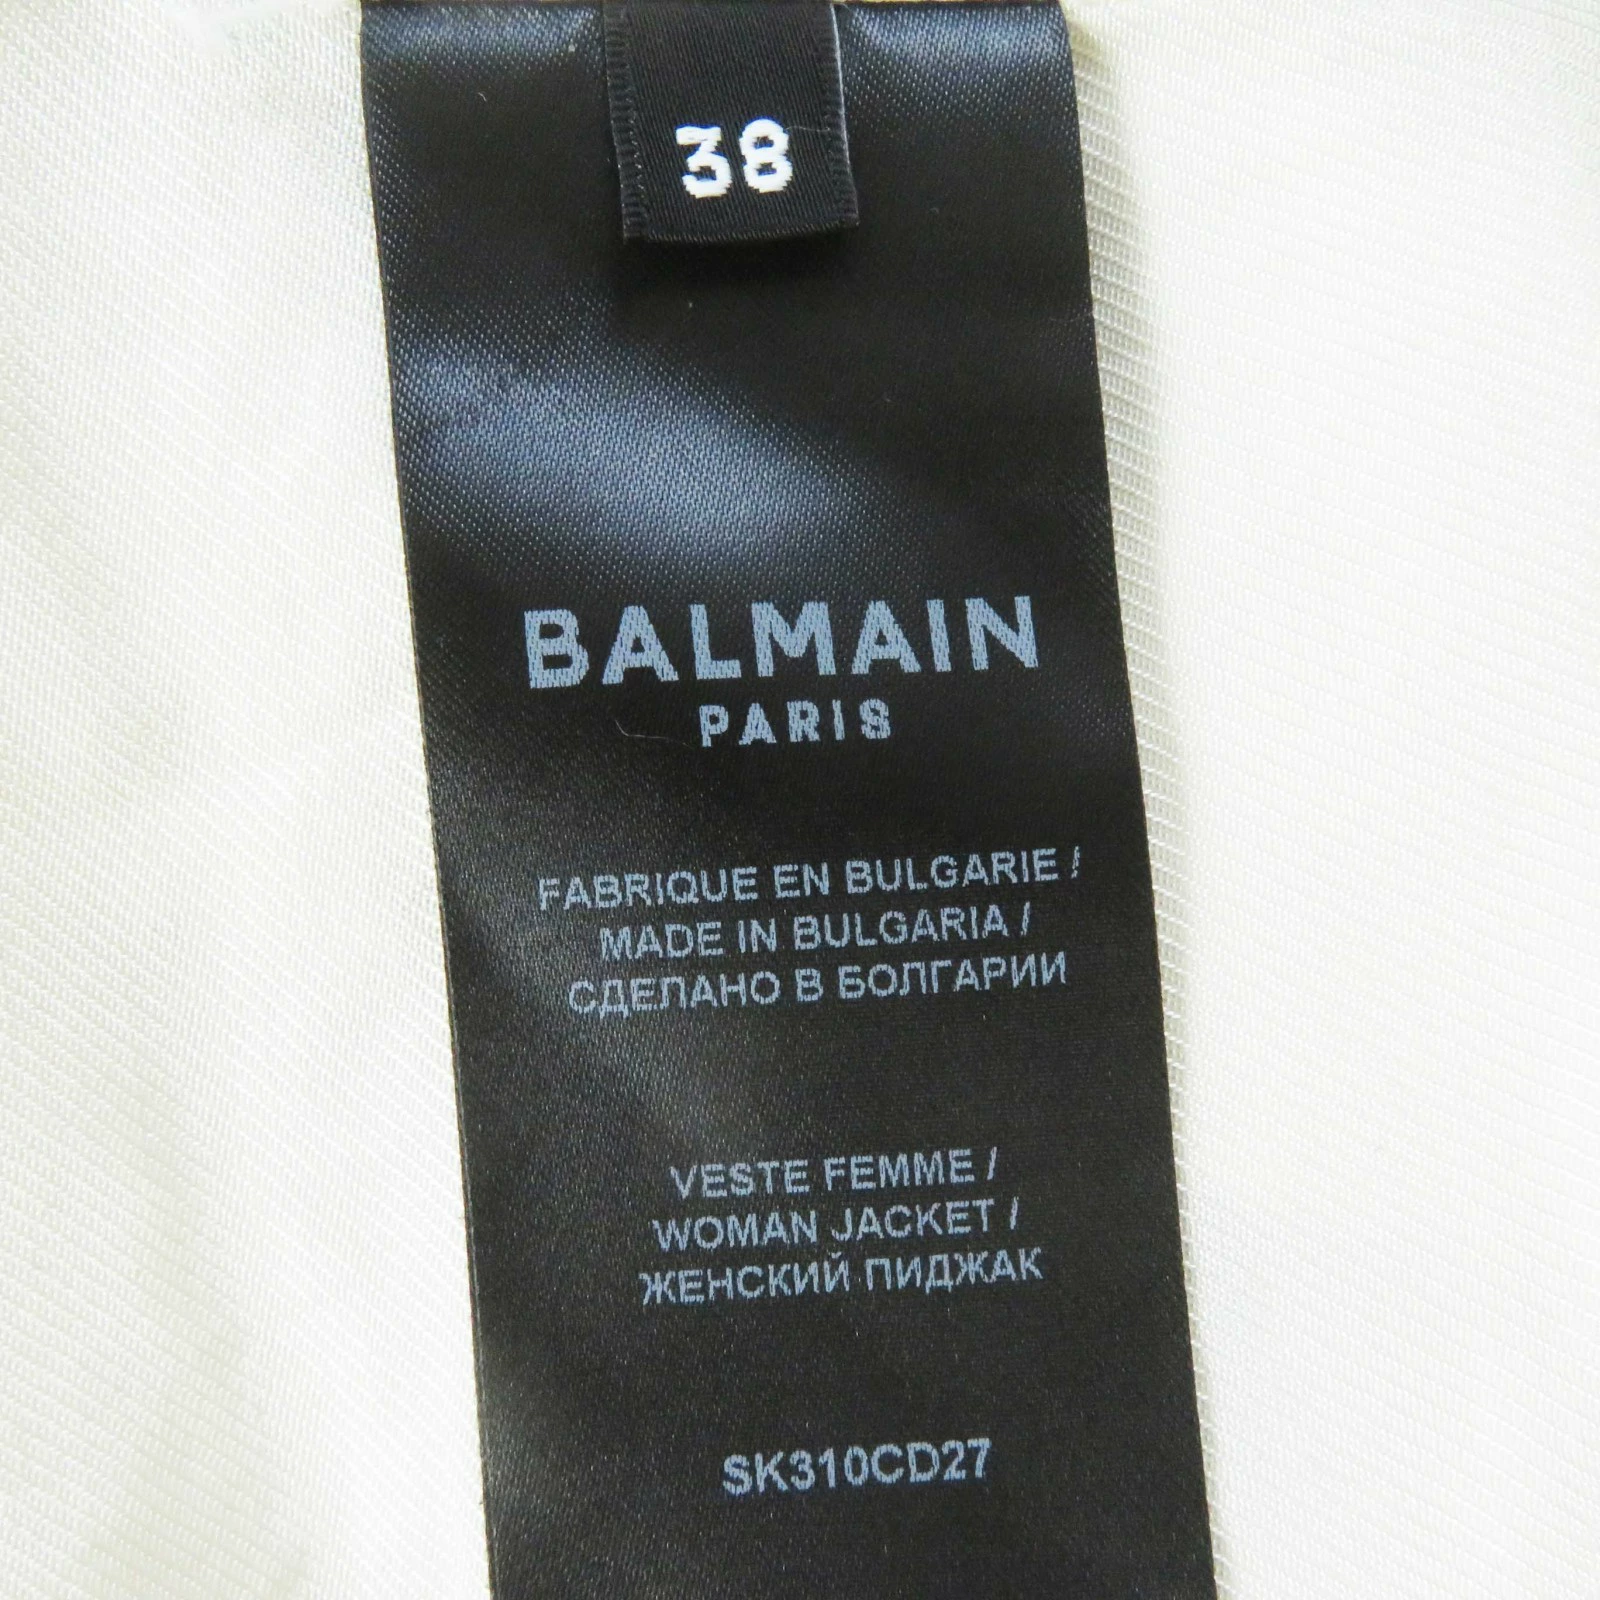 38
BALMAIN
PARIS
FABRIQUE EN BULGARIE /
MADE IN BULGARIA /
СДЕЛАНО В БОЛГАРИИ
VESTE FEMME /
WOMAN JACKET /
ЖЕНСКИЙ ПИДЖАК
SK310CD27